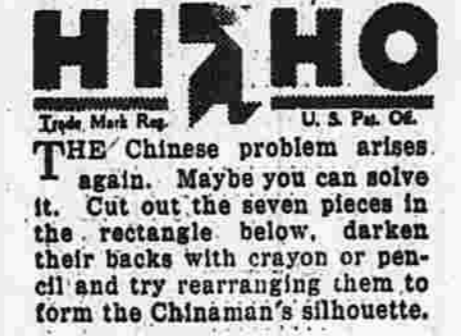 HI HO
Trade Mark Reg. U. S. Pat. Off.
THE Chinese problem arises
again. Maybe you can solve
it. Cut out the seven pieces in
the rectangle below, darken
their backs with crayon or pen-
cil and try rearranging them to
form the Chinaman's silhouette.